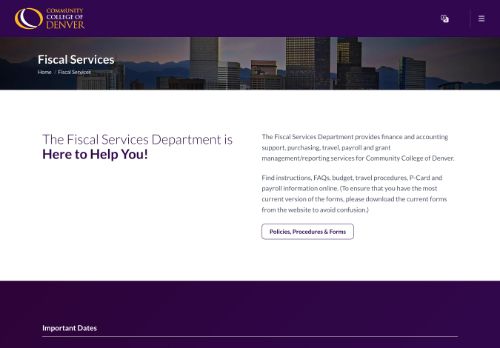 COMMUNITY
COLLEGE OF
DENVER
Fiscal Services
Home / Fiscal Services
The Fiscal Services Department is
Here to Help You!
The Fiscal Services Department provides finance and accounting
support, purchasing, travel, payroll and grant
management/reporting services for Community College of Denver.
Find instructions, FAQs, budget, travel procedures, P-Card and
payroll information online. (To ensure that you have the most
current version of the forms, please download the current forms
from the website to avoid confusion.)
Policies, Procedures & Forms
Important Dates